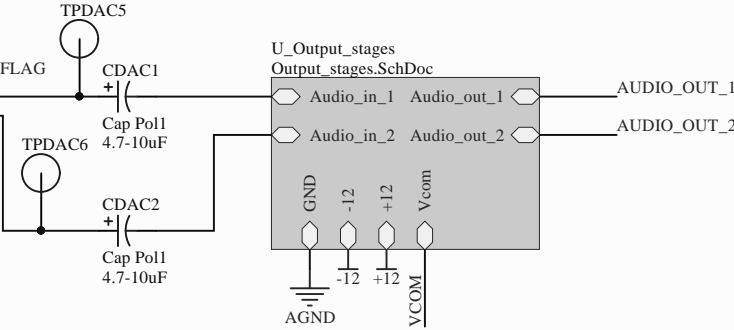 TPDAC5
U_Output_stages
Output_stages.SchDoc
FLAG
CDAC1
+
Cap Pol1
4.7-10uF
Audio_in_1
Audio_out_1
AUDIO_OUT_1
Audio_in_2
Audio_out_2
AUDIO_OUT_2
TPDAC6
CDAC2
+
Cap Pol1
4.7-10uF
GND
-12
+12
Vcom
-12
+12
VCOM
AGND